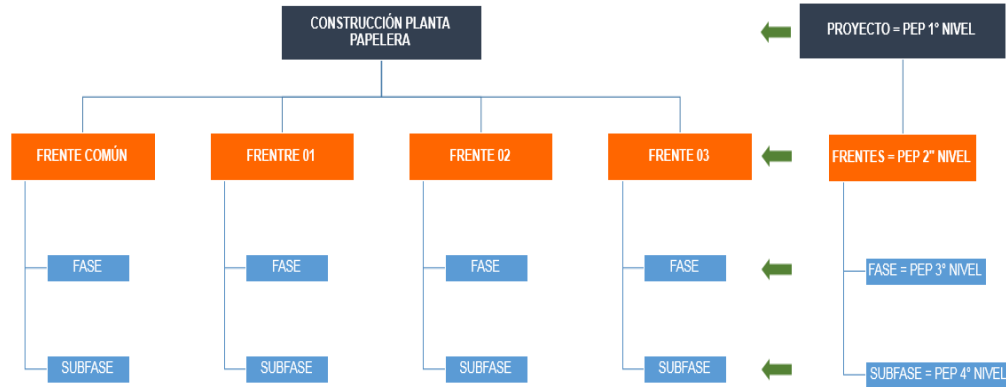 CONSTRUCCIÓN PLANTA
PAPELERA
PROYECTO = PEP 1° NIVEL
FRENTE COMÚN
FRENTRE 01
FRENTE 02
FRENTE 03
FRENTES = PEP 2" NIVEL
FASE
FASE
FASE
FASE
FASE = PEP 3° NIVEL
SUBFASE
SUBFASE
SUBFASE
SUBFASE
SUBFASE = PEP 4° NIVEL